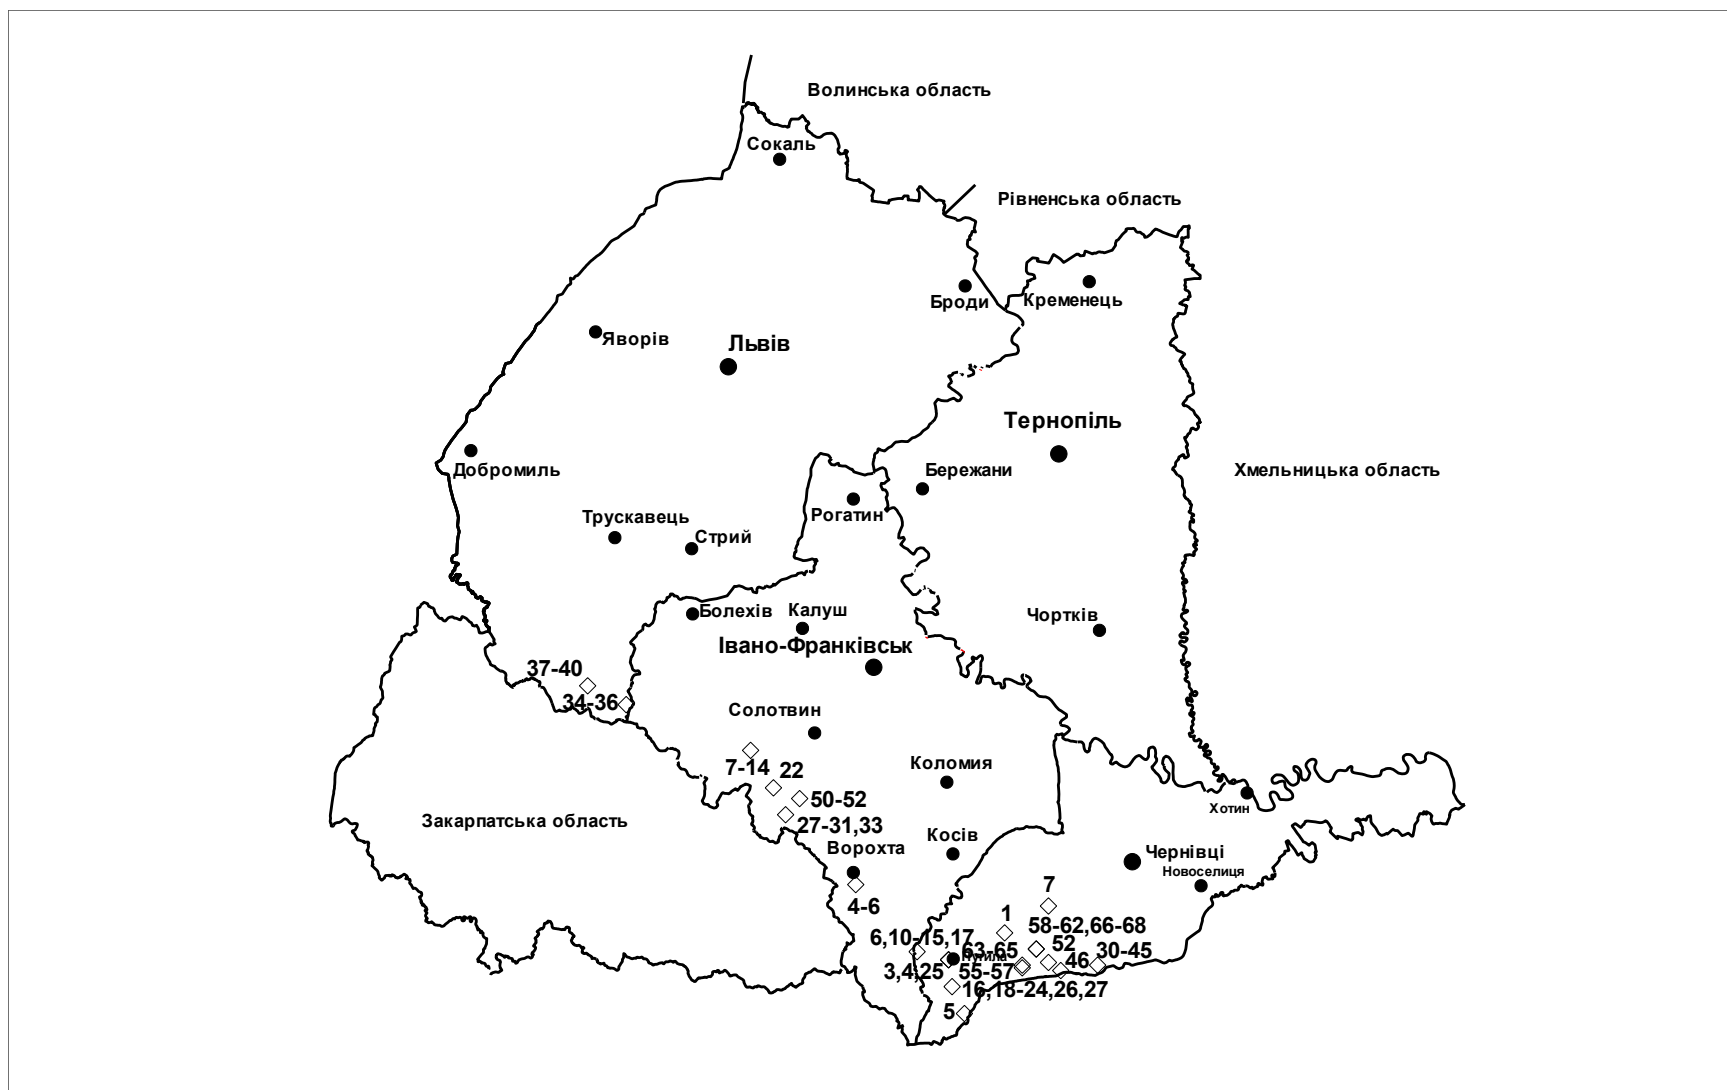 Волинська область
Сокаль
Рівненська область
Броди
Кременець
Яворів
Львів
Тернопіль
Добромиль
Бережани
Хмельницька область
Рогатин
Трускавець
Стрий
Болехів
Калуш
Чортків
Івано-Франківськ
37-40
34-36
Солотвин
7-14
22
Коломия
50-52
Хотин
Закарпатська область
27-31,33
Косів
Ворохта
Чернівці
Новоселиця
7
4-6
1
58-62,66-68
6,10-15,17
63-65
52
30-45
Путила
46
3,4,25
55-57
16,18-24,26,27
5